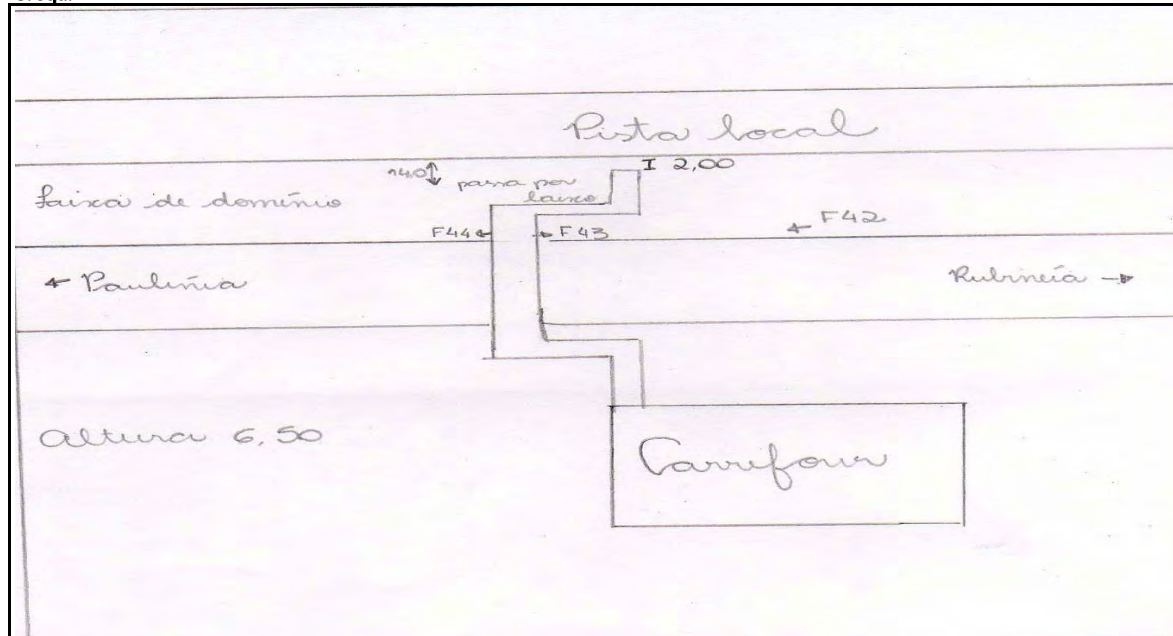 Pista local
I 2,00
passa por
baixo
faixa de domínio
F42
F44
F43
Paulínia
Rubinéia
altura 6,50
Carrefour